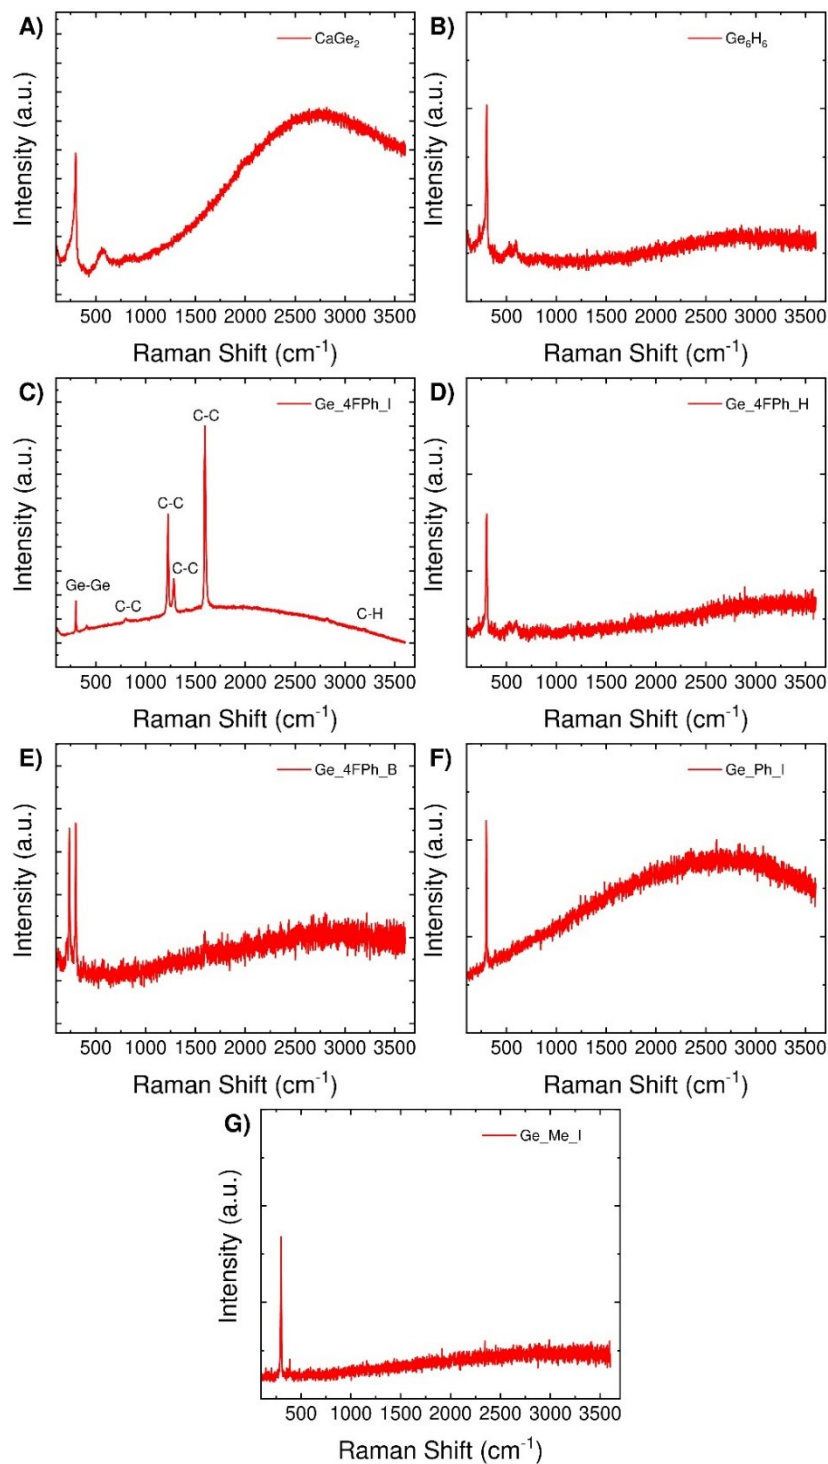 A)
CaGe₂
Intensity (a.u.)
500 1000 1500 2000 2500 3000 3500
Raman Shift (cm⁻¹)
B)
Ge₆H₆
Intensity (a.u.)
500 1000 1500 2000 2500 3000 3500
Raman Shift (cm⁻¹)
C)
Ge_4FPh_I
C-C
C-C
C-C
Ge-Ge
C-C
C-H
Intensity (a.u.)
500 1000 1500 2000 2500 3000 3500
Raman Shift (cm⁻¹)
D)
Ge_4FPh_H
Intensity (a.u.)
500 1000 1500 2000 2500 3000 3500
Raman Shift (cm⁻¹)
E)
Ge_4FPh_B
Intensity (a.u.)
500 1000 1500 2000 2500 3000 3500
Raman Shift (cm⁻¹)
F)
Ge_Ph_I
Intensity (a.u.)
500 1000 1500 2000 2500 3000 3500
Raman Shift (cm⁻¹)
G)
Ge_Me_I
Intensity (a.u.)
500 1000 1500 2000 2500 3000 3500
Raman Shift (cm⁻¹)